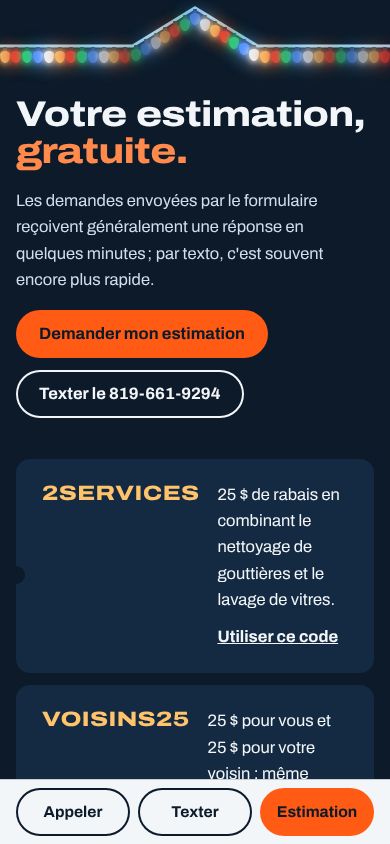 Votre estimation,
gratuite.
Les demandes envoyées par le formulaire
reçoivent généralement une réponse en
quelques minutes ; par texto, c'est souvent
encore plus rapide.
Demander mon estimation
Texter le 819-661-9294
2SERVICES
25 $ de rabais en
combinant le
nettoyage de
gouttières et le
lavage de vitres.
Utiliser ce code
VOISINS25
25 $ pour vous et
25 $ pour votre
voisin : même
Appeler
Texter
Estimation